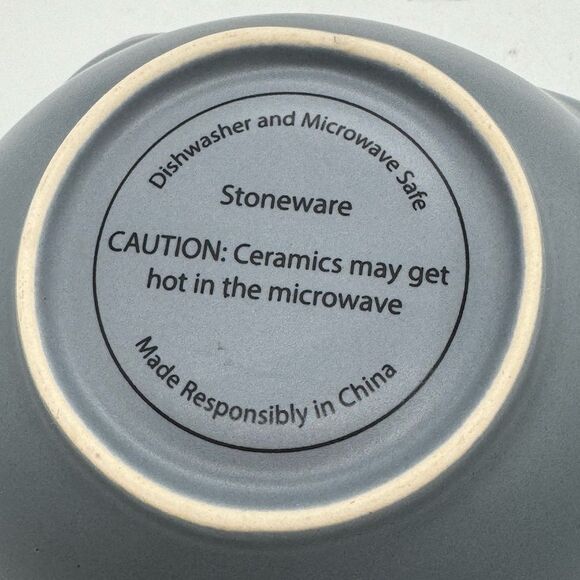 Dishwasher and Microwave Safe
Stoneware
CAUTION: Ceramics may get
hot in the microwave
Made Responsibly in China